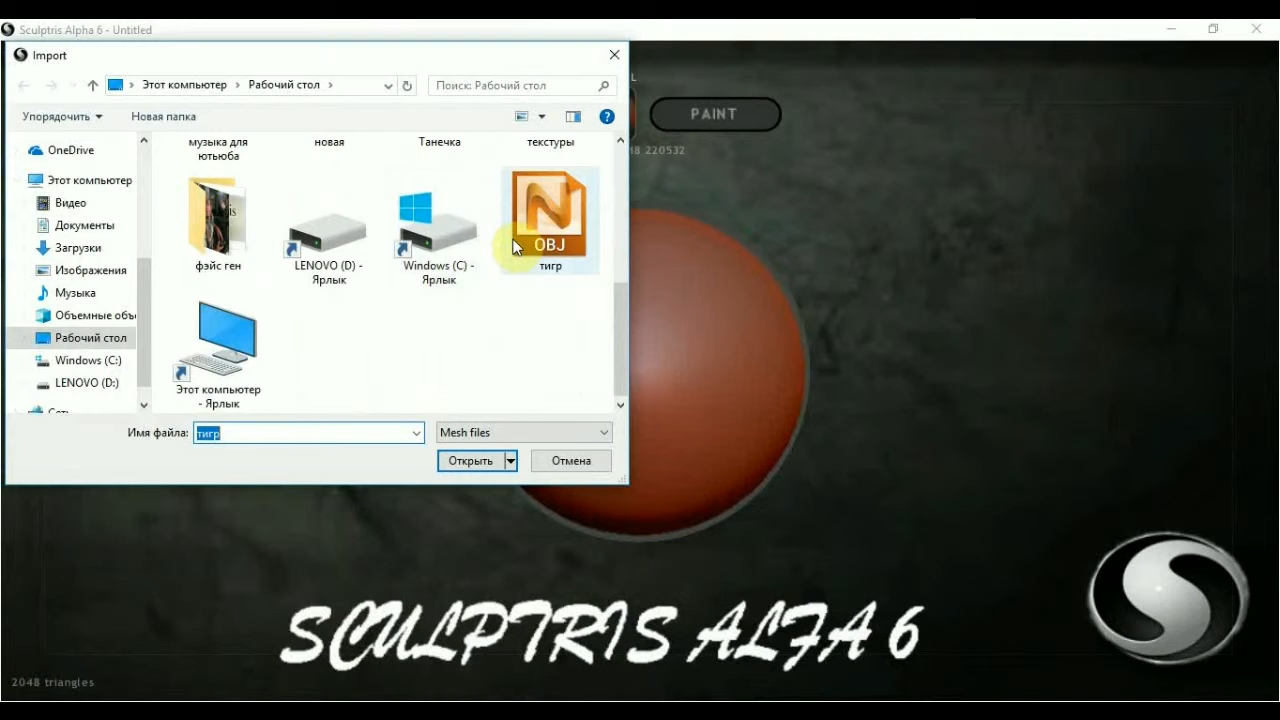 Sculptris Alpha 6 - Untitled
Import
Этот компьютер
Рабочий стол
Поиск: Рабочий стол
Упорядочить
Новая папка
PAINT
220532
OneDrive
Этот компьютер
Видео
Документы
Загрузки
Изображения
Музыка
Объемные объ
Рабочий стол
Windows (C:)
LENOVO (D:)
музыка для
ютьюба
новая
Танечка
текстуры
фэйс ген
LENOVO (D) -
Ярлык
Windows (C) -
Ярлык
OBJ
тигр
Этот компьютер
- Ярлык
Имя файла:
тигр
Mesh files
Открыть
Отмена
SCULPTRIS ALFA 6
2048 triangles